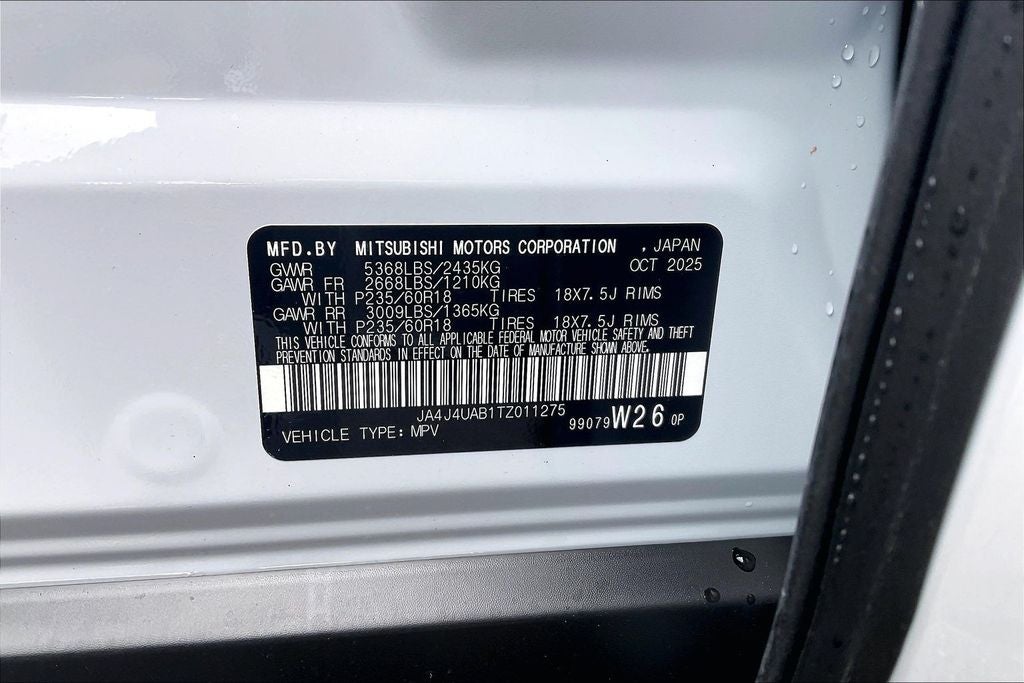 MFD.BY MITSUBISHI MOTORS CORPORATION , JAPAN
GVWR 5368LBS/2435KG OCT 2025
GAWR FR 2668LBS/1210KG
WITH P235/60R18 TIRES 18X7.5J RIMS
GAWR RR 3009LBS/1365KG
WITH P235/60R18 TIRES 18X7.5J RIMS
THIS VEHICLE CONFORMS TO ALL APPLICABLE FEDERAL MOTOR VEHICLE SAFETY AND THEFT
PREVENTION STANDARDS IN EFFECT ON THE DATE OF MANUFACTURE SHOWN ABOVE.
JA4J4UAB1TZ011275
VEHICLE TYPE: MPV 99079 W26 0P